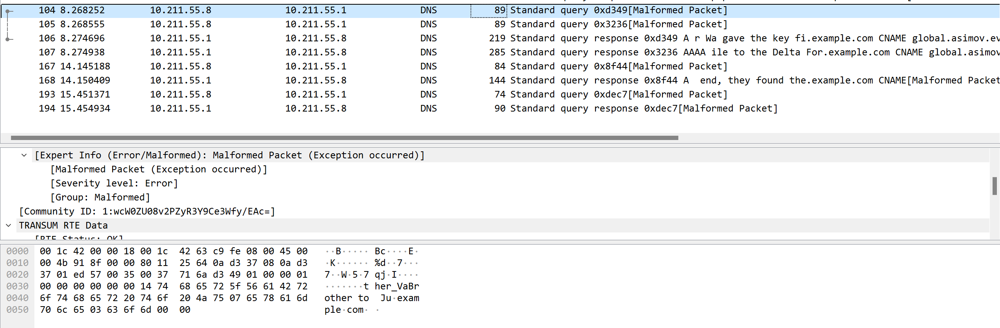 104 8.268252 10.211.55.8 10.211.55.1 DNS 89 Standard query 0xd349[Malformed Packet]
105 8.268555 10.211.55.8 10.211.55.1 DNS 89 Standard query 0x3236[Malformed Packet]
106 8.274696 10.211.55.1 10.211.55.8 DNS 219 Standard query response 0xd349 A r Wa gave the key fi.example.com CNAME global.asimov.ev
107 8.274938 10.211.55.1 10.211.55.8 DNS 285 Standard query response 0x3236 AAAA ile to the Delta For.example.com CNAME global.asimov
167 14.145188 10.211.55.8 10.211.55.1 DNS 84 Standard query 0x8f44[Malformed Packet]
168 14.150409 10.211.55.1 10.211.55.8 DNS 144 Standard query response 0x8f44 A  end, they found the.example.com CNAME[Malformed Packet
193 15.451371 10.211.55.8 10.211.55.1 DNS 74 Standard query 0xdec7[Malformed Packet]
194 15.454934 10.211.55.1 10.211.55.8 DNS 90 Standard query response 0xdec7[Malformed Packet]
[Expert Info (Error/Malformed): Malformed Packet (Exception occurred)]
[Malformed Packet (Exception occurred)]
[Severity level: Error]
[Group: Malformed]
[Community ID: 1:wcW0ZU08v2PZyR3Y9Ce3Wfy/EAc=]
TRANSUM RTE Data
[RTE Status: OK]
0000 00 1c 42 00 00 18 00 1c 42 63 c9 fe 08 00 45 00 ··B····· Bc····E·
0010 00 4b 91 8f 00 00 80 11 25 64 0a d3 37 08 0a d3 ·K······ %d··7···
0020 37 01 ed 57 00 35 00 37 71 6a d3 49 01 00 00 01 7··W·5·7 qj·I····
0030 00 00 00 00 00 00 14 74 68 65 72 5f 56 61 42 72 ·······t her_VaBr
0040 6f 74 68 65 72 20 74 6f 20 4a 75 07 65 78 61 6d other to  Ju·exam
0050 70 6c 65 03 63 6f 6d 00 00 ple·com· ·